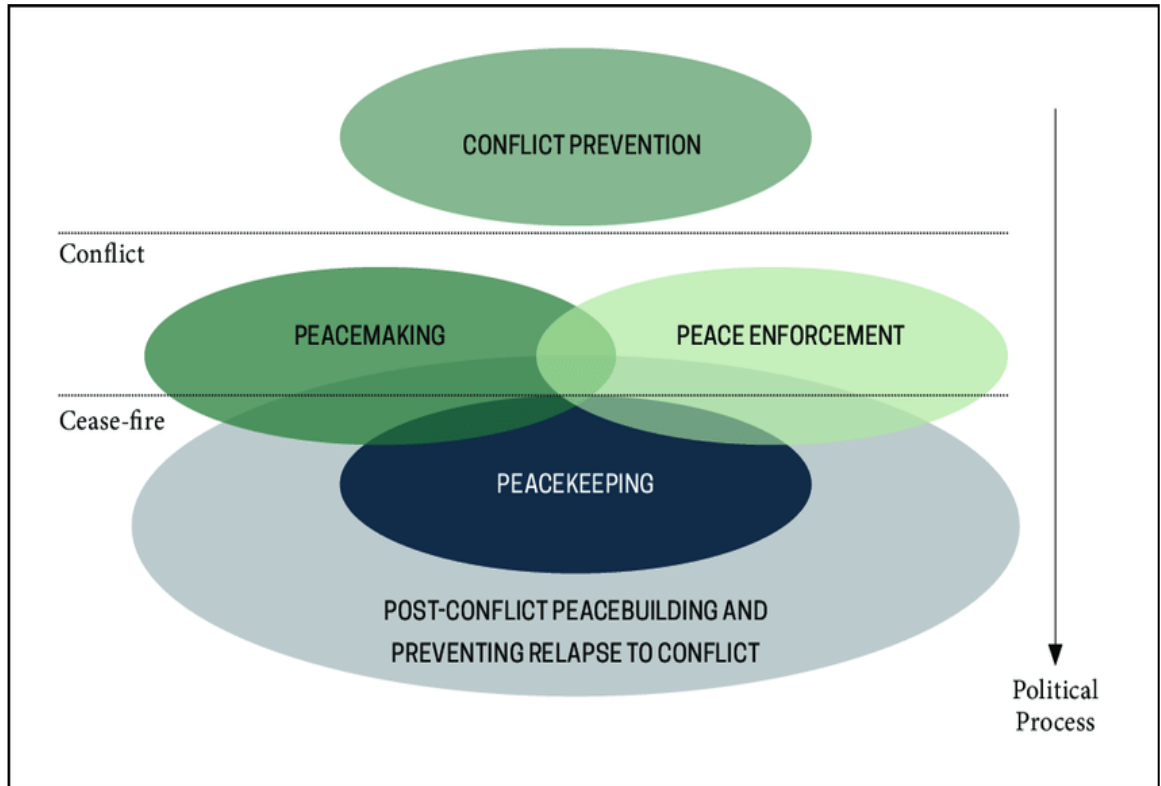 CONFLICT PREVENTION
Conflict
PEACEMAKING
PEACE ENFORCEMENT
Cease-fire
PEACEKEEPING
POST-CONFLICT PEACEBUILDING AND
PREVENTING RELAPSE TO CONFLICT
Political
Process